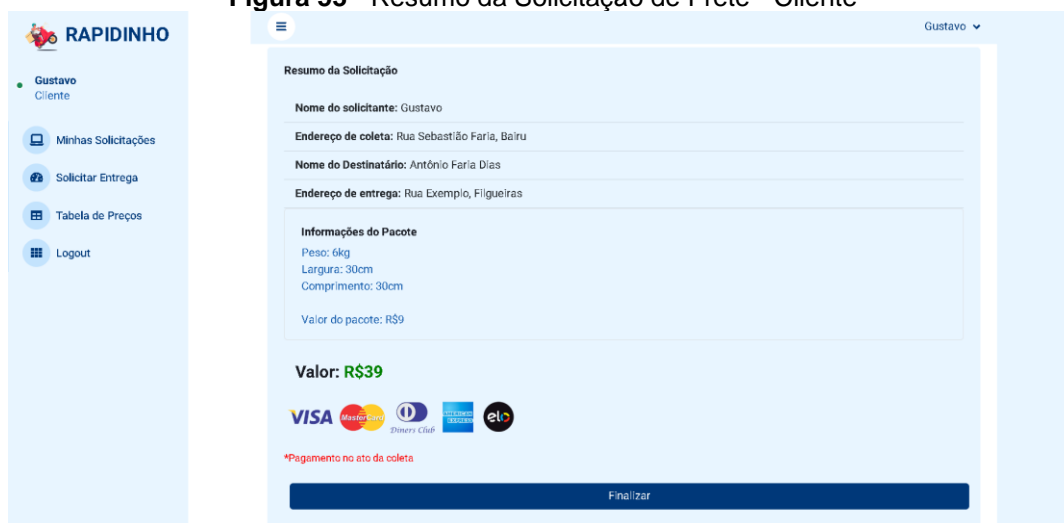 Resumo da Solicitação de Frete - Cliente
RAPIDINHO
Gustavo
Cliente
Minhas Solicitações
Solicitar Entrega
Tabela de Preços
Logout
Gustavo
Resumo da Solicitação
Nome do solicitante: Gustavo
Endereço de coleta: Rua Sebastião Faria, Bairu
Nome do Destinatário: Antônio Faria Dias
Endereço de entrega: Rua Exemplo, Filgueiras
Informações do Pacote
Peso: 6kg
Largura: 30cm
Comprimento: 30cm
Valor do pacote: R$9
Valor: R$39
VISA MasterCard Diners Club AMERICAN EXPRESS elo
*Pagamento no ato da coleta
Finalizar